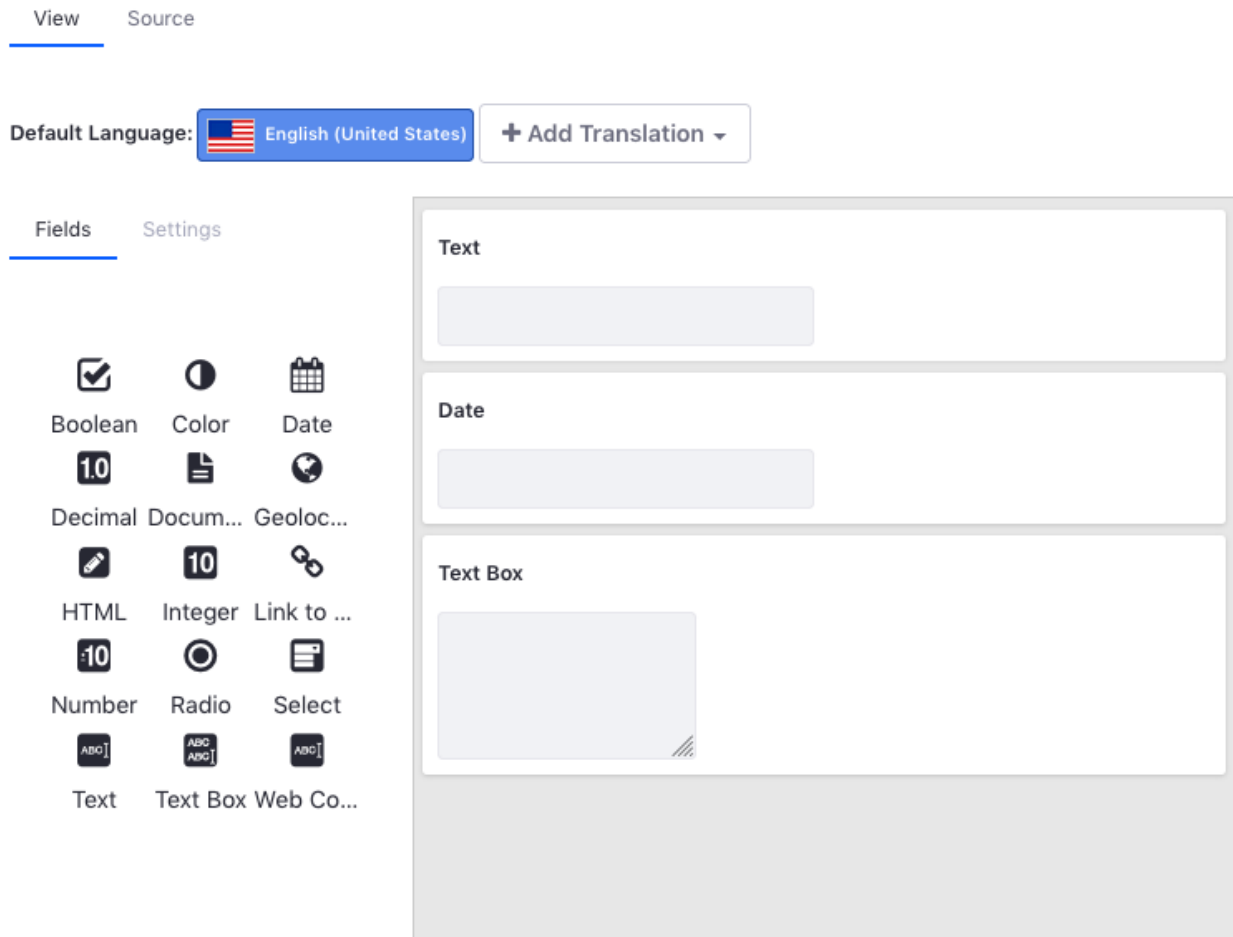 View Source
Default Language: English (United States) + Add Translation
Fields Settings
Boolean Color Date
1.0
Decimal Docum... Geoloc...
10
HTML Integer Link to ...
10
Number Radio Select
ABC ABC ABC ABC
Text Text Box Web Co...
Text
Date
Text Box